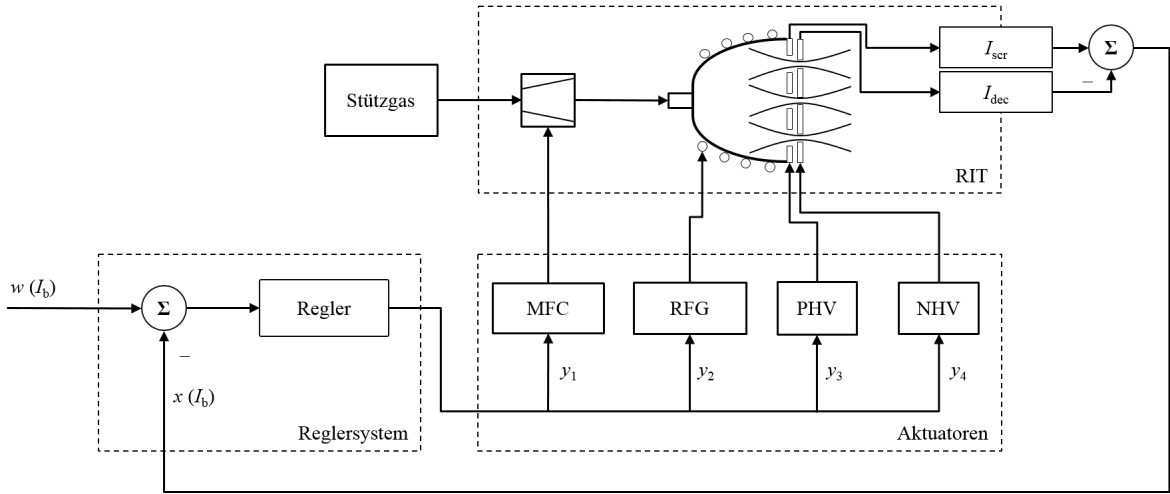 Stützgas
I_scr
Σ
I_dec
–
RIT
w (I_b)
Σ
Regler
MFC
RFG
PHV
NHV
–
x (I_b)
y_1
y_2
y_3
y_4
Reglersystem
Aktuatoren